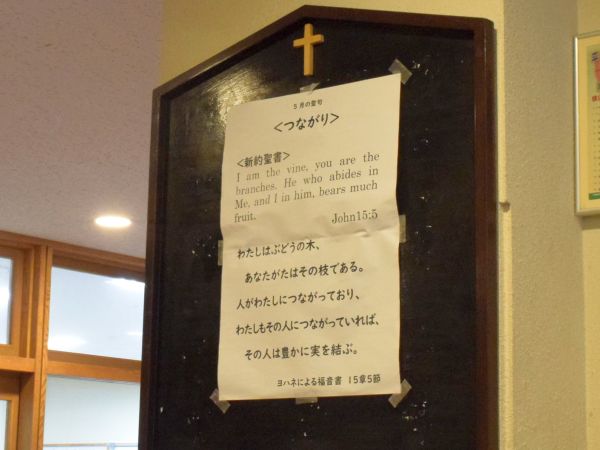 5月の聖句
＜つながり＞
＜新約聖書＞
I am the vine, you are the
branches. He who abides in
Me, and I in him, bears much
fruit.
John15:5
わたしはぶどうの木、
あなたがたはその枝である。
人がわたしにつながっており、
わたしもその人につながっていれば、
その人は豊かに実を結ぶ。
ヨハネによる福音書 15章5節